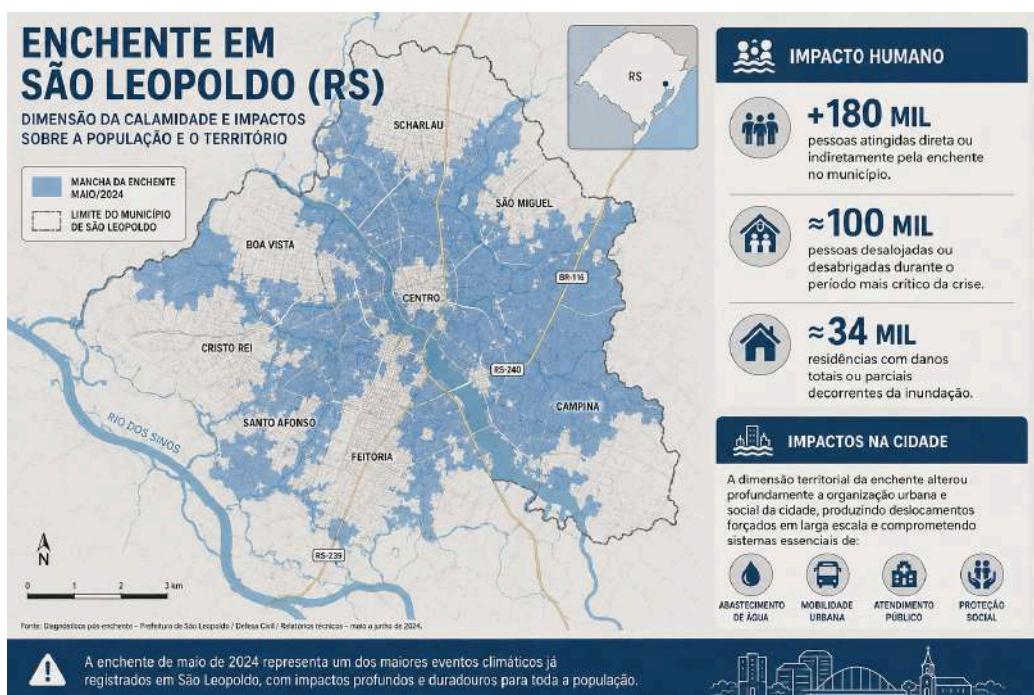 ENCHENTE EM
SÃO LEOPOLDO (RS)
DIMENSÃO DA CALAMIDADE E IMPACTOS
SOBRE A POPULAÇÃO E O TERRITÓRIO
MANCHA DA ENCHENTE
MAIO/2024
LIMITE DO MUNICÍPIO
DE SÃO LEOPOLDO
RS
SCHARLAU
SÃO MIGUEL
BOA VISTA
BR-116
CENTRO
CRISTO REI
RS-240
CAMPINA
SANTO AFONSO
RIO DOS SINOS
FEITORIA
RS-239
N
0 1 2 3 km
Fonte: Diagnósticos pós-enchente – Prefeitura de São Leopoldo / Defesa Civil / Relatórios técnicos – maio a junho de 2024.
IMPACTO HUMANO
+180 MIL
pessoas atingidas direta ou
indiretamente pela enchente
no município.
≈100 MIL
pessoas desalojadas ou
desabrigadas durante o
período mais crítico da crise.
≈34 MIL
residências com danos
totais ou parciais
decorrentes da inundação.
IMPACTOS NA CIDADE
A dimensão territorial da enchente alterou
profundamente a organização urbana e
social da cidade, produzindo deslocamentos
forçados em larga escala e comprometendo
sistemas essenciais de:
ABASTECIMENTO
DE ÁGUA
MOBILIDADE
URBANA
ATENDIMENTO
PÚBLICO
PROTEÇÃO
SOCIAL
A enchente de maio de 2024 representa um dos maiores eventos climáticos já
registrados em São Leopoldo, com impactos profundos e duradouros para toda a população.